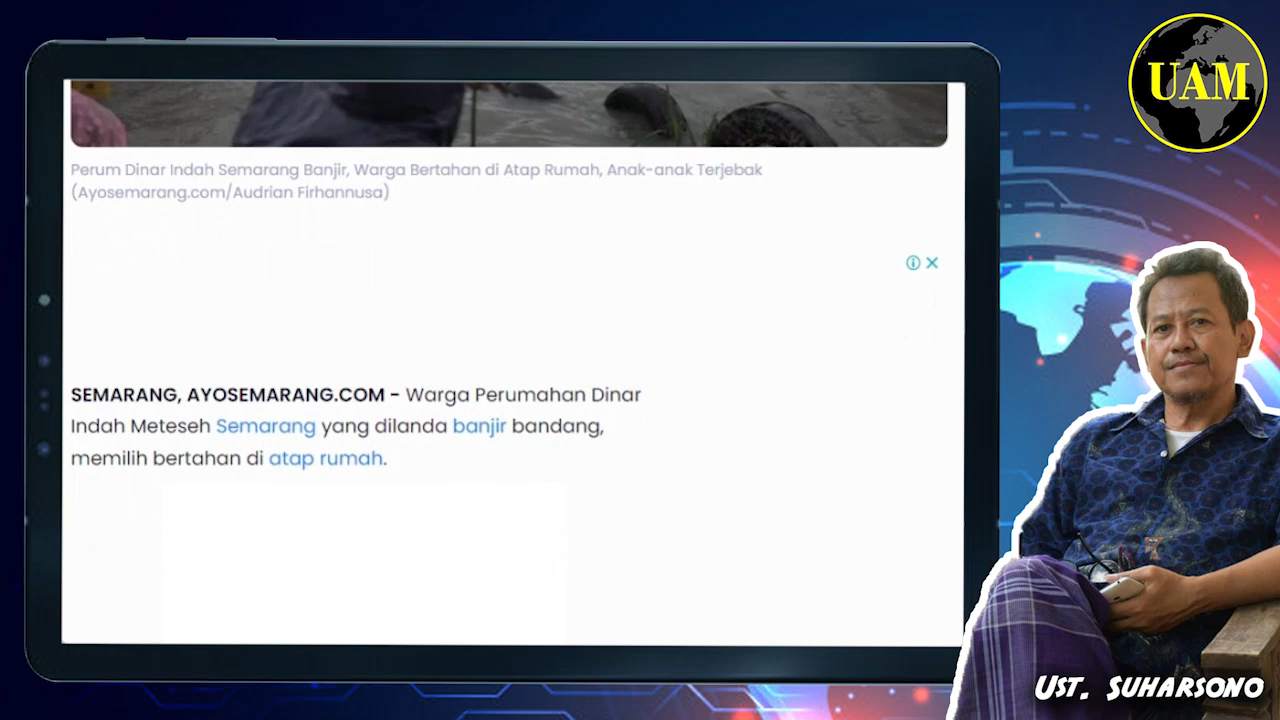 UAM
Perum Dinar Indah Semarang Banjir, Warga Bertahan di Atap Rumah, Anak-anak Terjebak
(Ayosemarang.com/Audrian Firhannusa)
SEMARANG, AYOSEMARANG.COM - Warga Perumahan Dinar
Indah Meteseh Semarang yang dilanda banjir bandang,
memilih bertahan di atap rumah.
UST. SUHARSONO